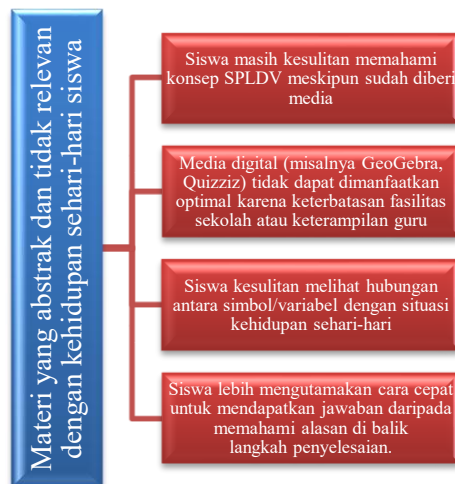 Materi yang abstrak dan tidak relevan
dengan kehidupan sehari-hari siswa
Siswa masih kesulitan memahami
konsep SPLDV meskipun sudah diberi
media
Media digital (misalnya GeoGebra,
Quizziz) tidak dapat dimanfaatkan
optimal karena keterbatasan fasilitas
sekolah atau keterampilan guru
Siswa kesulitan melihat hubungan
antara simbol/variabel dengan situasi
kehidupan sehari-hari
Siswa lebih mengutamakan cara cepat
untuk mendapatkan jawaban daripada
memahami alasan di balik
langkah penyelesaian.